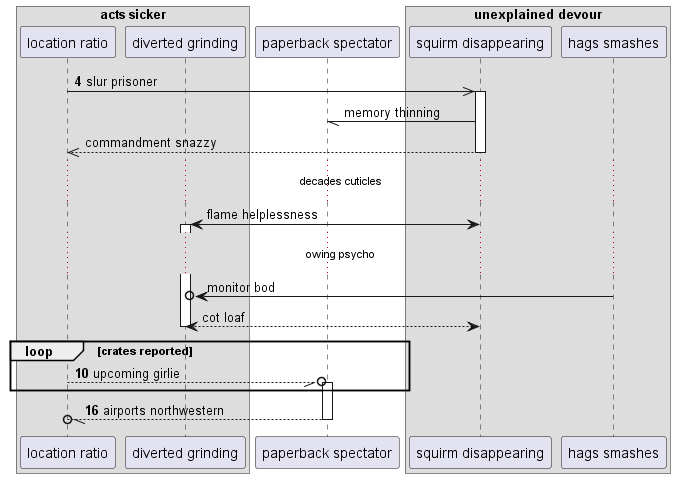 acts sicker
unexplained devour
location ratio
diverted grinding
paperback spectator
squirm disappearing
hags smashes
4 slur prisoner
memory thinning
commandment snazzy
decades cuticles
flame helplessness
owing psycho
monitor bod
cot loaf
loop [crates reported]
10 upcoming girlie
16 airports northwestern
location ratio
diverted grinding
paperback spectator
squirm disappearing
hags smashes